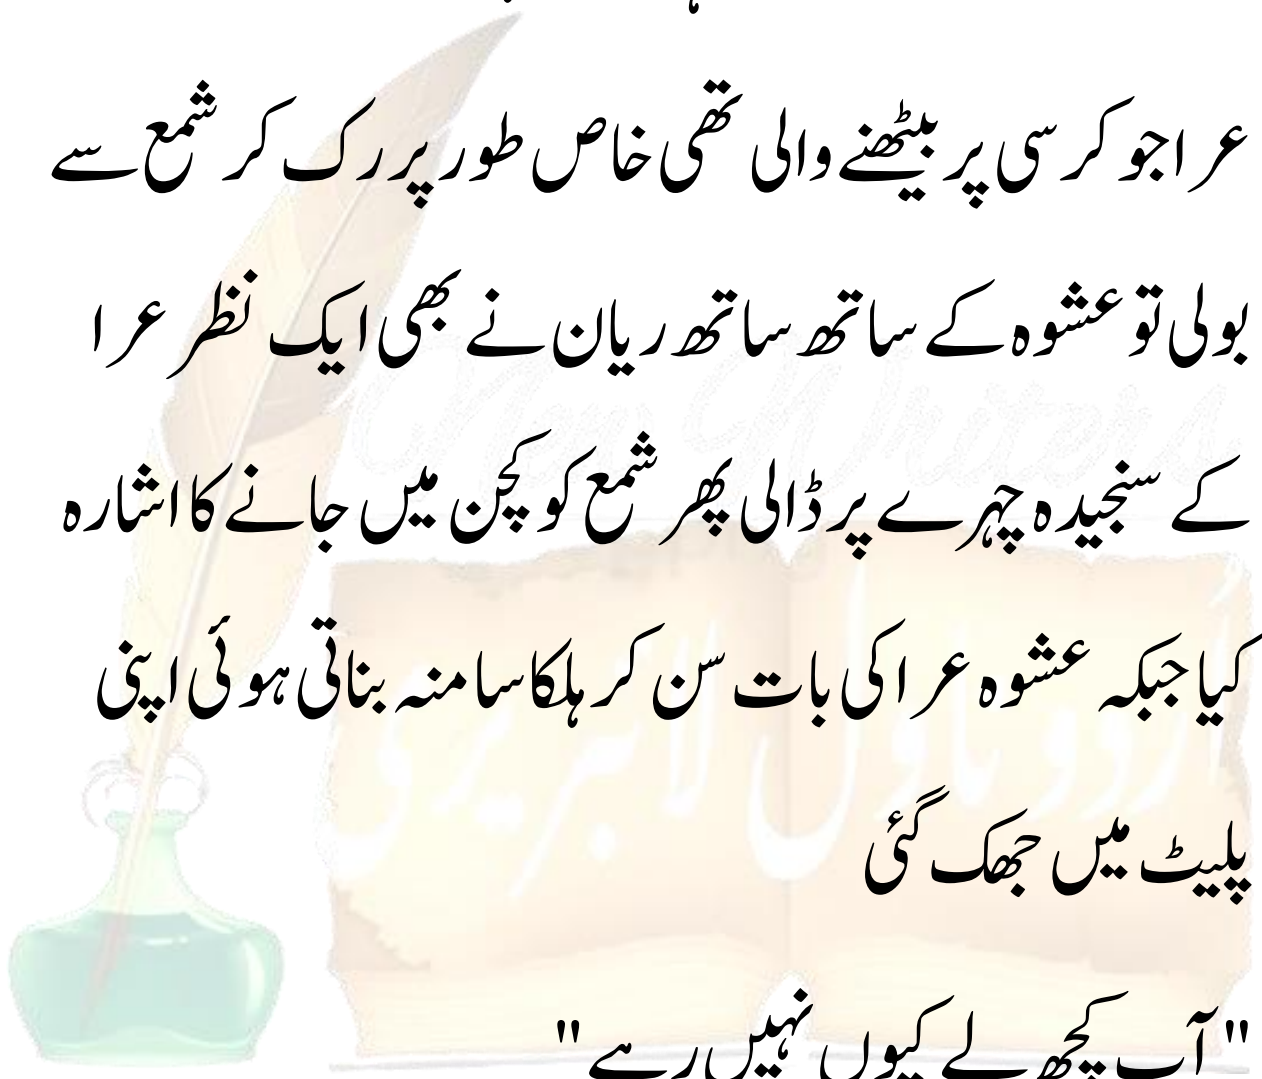 عرا جو کرسی پر بیٹھنے والی تھی خاص طور پر رک کر شمع سے
بولی تو عشوہ کے ساتھ ساتھ ریان نے بھی ایک نظر عرا
کے سنجیدہ چہرے پر ڈالی پھر شمع کو کچن میں جانے کا اشارہ
کیا جبکہ عشوہ عرا کی بات سن کر ہلکا سا منہ بناتی ہوئی اپنی
پلیٹ میں جھک گئی
"آپ کچھ لے کیوں نہیں رہے"
اُردو ناول لائبریری